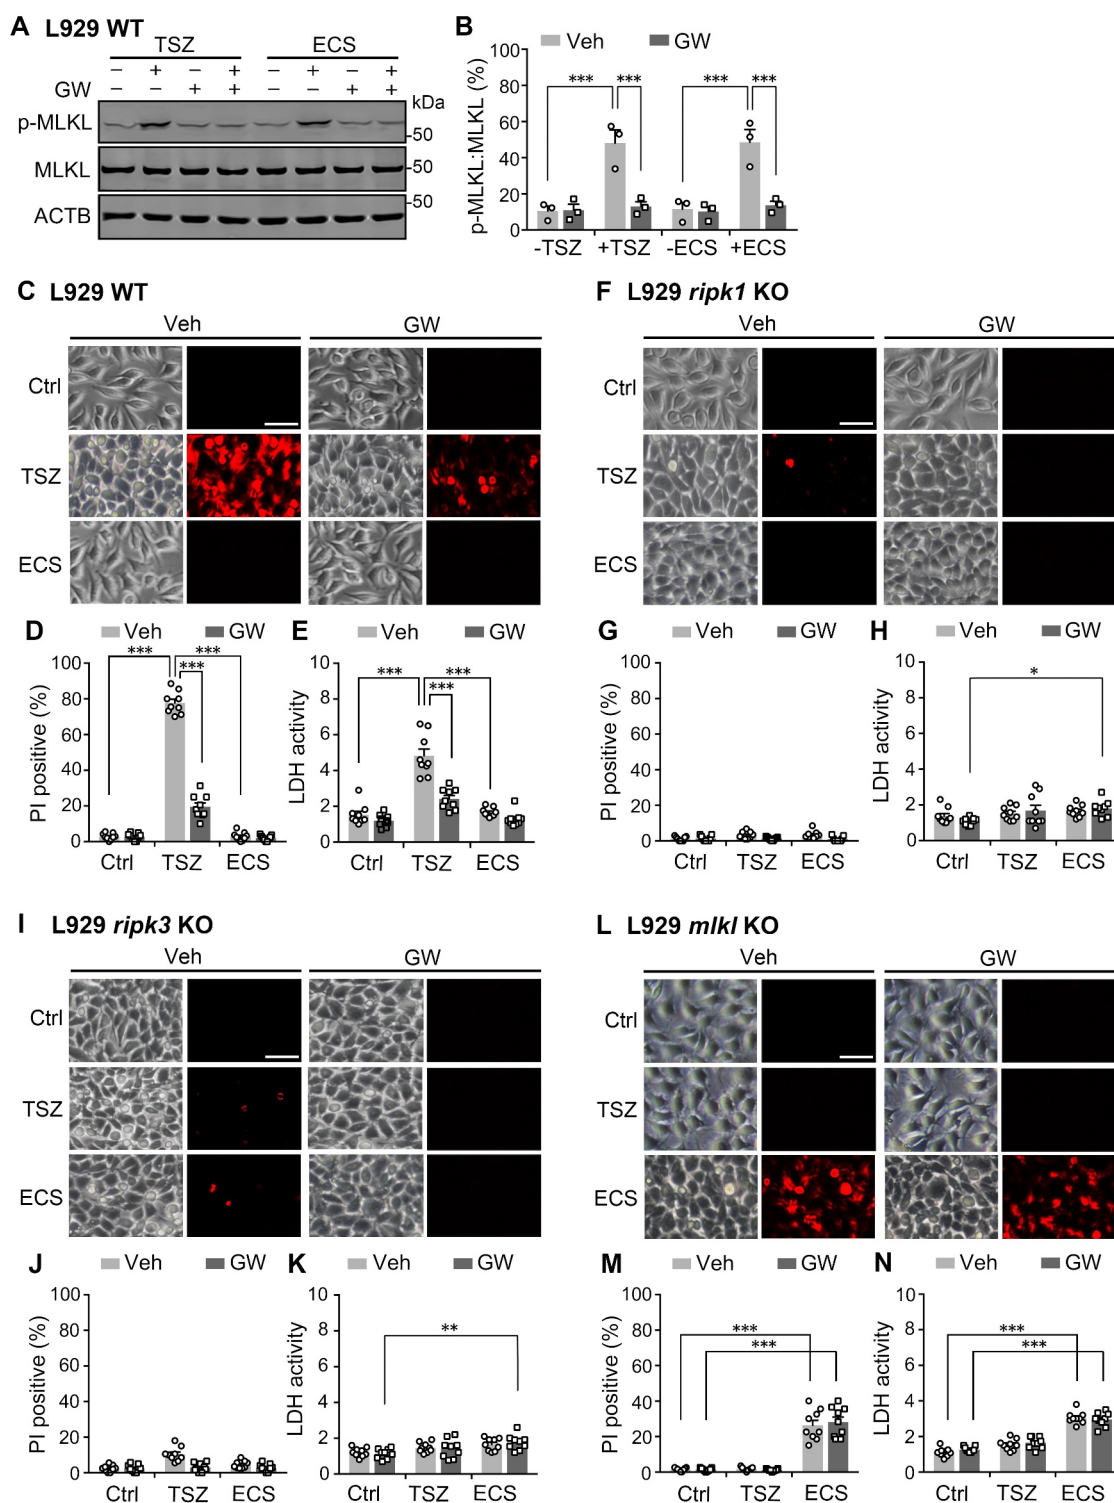 A L929 WT
TSZ ECS
− + − + − + − +
GW − − + + − − + +
kDa
p-MLKL -50
MLKL -50
-50
ACTB
B Veh GW
p-MLKL:MLKL (%)
100
80
60
40
20
0
*** *** *** ***
-TSZ +TSZ -ECS +ECS
C L929 WT
Veh GW
Ctrl
TSZ
ECS
F L929 ripk1 KO
Veh GW
Ctrl
TSZ
ECS
D Veh GW
PI positive (%)
100
80
60
40
20
0
*** *** ***
Ctrl TSZ ECS
E Veh GW
LDH activity
10
8
6
4
2
0
*** *** ***
Ctrl TSZ ECS
G Veh GW
PI positive (%)
100
80
60
40
20
0
Ctrl TSZ ECS
H Veh GW
LDH activity
10
8
6
4
2
0
*
Ctrl TSZ ECS
I L929 ripk3 KO
Veh GW
Ctrl
TSZ
ECS
L L929 mlkl KO
Veh GW
Ctrl
TSZ
ECS
J Veh GW
PI positive (%)
100
80
60
40
20
0
Ctrl TSZ ECS
K Veh GW
LDH activity
10
8
6
4
2
0
**
Ctrl TSZ ECS
M Veh GW
PI positive (%)
100
80
60
40
20
0
***
***
Ctrl TSZ ECS
N Veh GW
LDH activity
10
8
6
4
2
0
***
***
Ctrl TSZ ECS